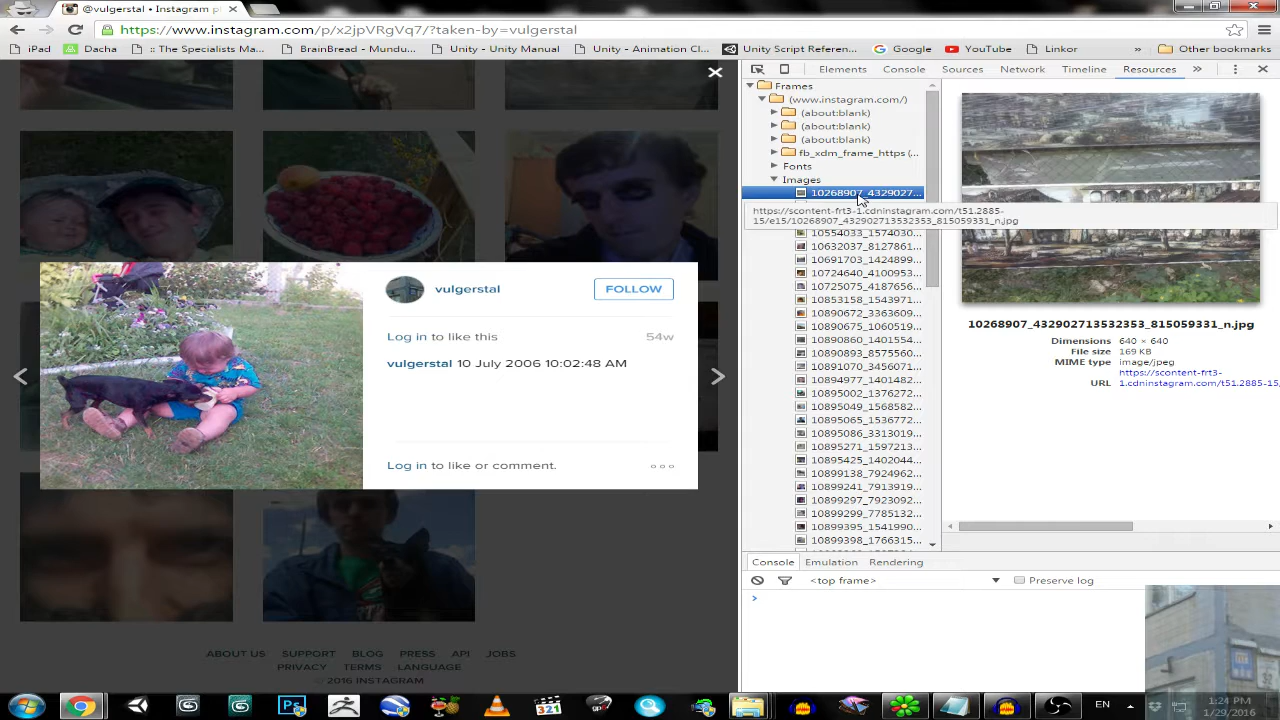 @vulgerstal • Instagram p
https://www.instagram.com/p/x2jpVRgVq7/?taken-by=vulgerstal
iPad
Dacha
:: The Specialists Ma...
BrainBread - Mundu...
Unity - Unity Manual
Unity - Animation Cl...
Unity Script Referen...
Google
YouTube
Linkor
»
Other bookmarks
Elements
Console
Sources
Network
Timeline
Resources
»
Frames
(www.instagram.com/)
(about:blank)
(about:blank)
(about:blank)
fb_xdm_frame_https (...
Fonts
Images
10268907_4329027...
https://scontent-frt3-1.cdninstagram.com/t51.2885-
15/e15/10268907_432902713532353_815059331_n.jpg
10554033_1574030...
10632037_8127861...
10691703_1424899...
10724640_4100953...
10725075_4187656...
10853158_1543971...
10890672_3363609...
10890675_1060519...
10890860_1401554...
10890893_8575560...
10891070_3456071...
10894977_1401482...
10895002_1376272...
10895049_1568582...
10895065_1536772...
10895086_3313019...
10895271_1597213...
10895425_1402044...
10899138_7924962...
10899241_7913919...
10899297_7923092...
10899299_7785132...
10899395_1541990...
10899398_1766315...
10268907_432902713532353_815059331_n.jpg
Dimensions 640 × 640
File size 169 KB
MIME type image/jpeg
https://scontent-frt3-
URL 1.cdninstagram.com/t51.2885-15/
vulgerstal
FOLLOW
Log in to like this
54w
vulgerstal 10 July 2006 10:02:48 AM
Log in to like or comment.
ABOUT US SUPPORT BLOG PRESS API JOBS
PRIVACY TERMS LANGUAGE
© 2016 INSTAGRAM
Console
Emulation
Rendering
<top frame>
Preserve log
>
321
EN
1:24 PM
1/29/2016